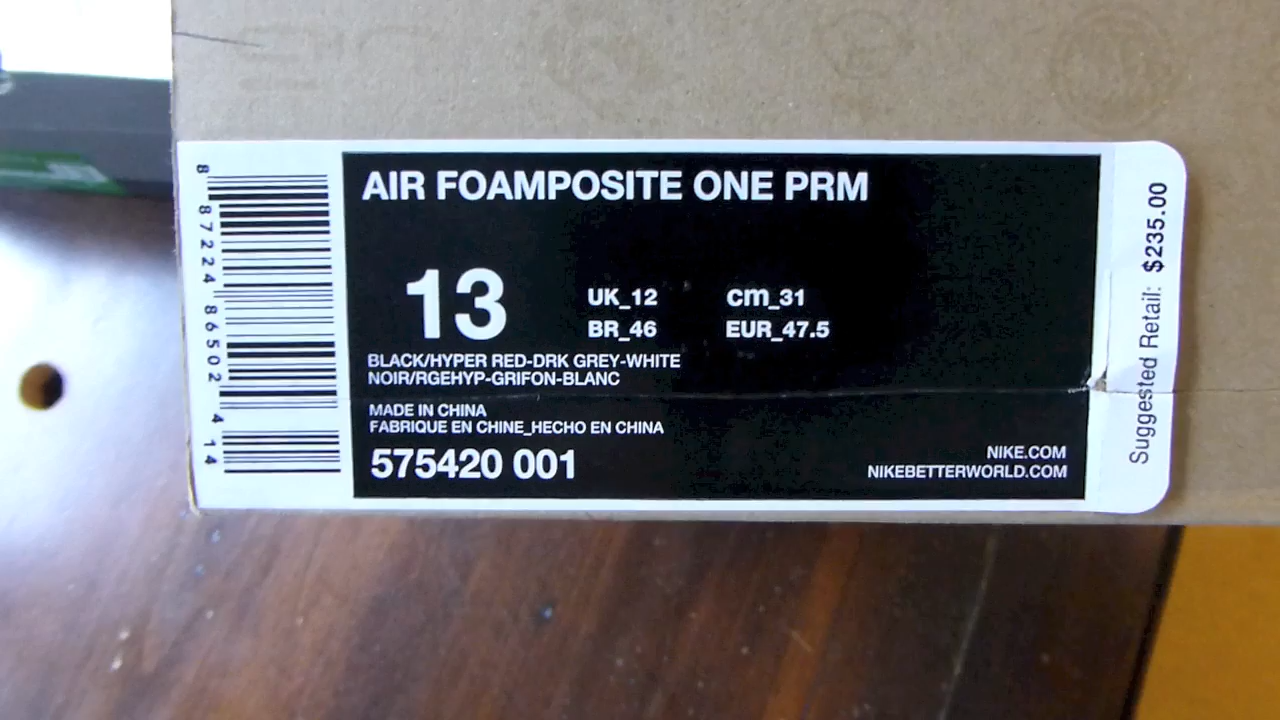 AIR FOAMPOSITE ONE PRM
13
UK_12 cm_31
BR_46 EUR_47.5
BLACK/HYPER RED-DRK GREY-WHITE
NOIR/RGEHYP-GRIFON-BLANC
MADE IN CHINA
FABRIQUE EN CHINE_HECHO EN CHINA
575420 001
NIKE.COM
NIKEBETTERWORLD.COM
8 87224 86502 4 14
Suggested Retail: $235.00